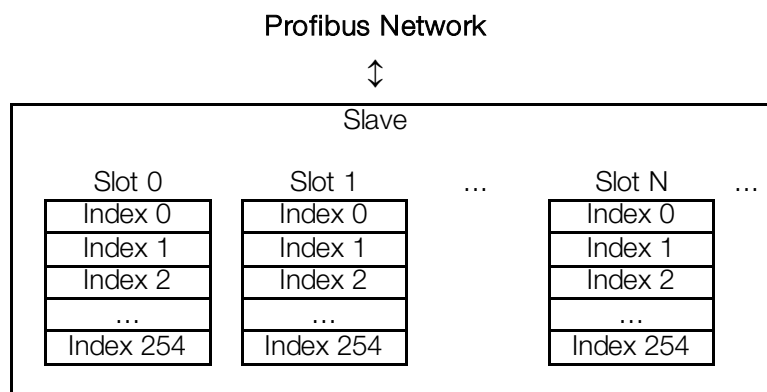 Profibus Network
↕
Slave
Slot 0 Slot 1 ... Slot N ...
Index 0 Index 0 Index 0
Index 1 Index 1 Index 1
Index 2 Index 2 Index 2
... ... ...
Index 254 Index 254 Index 254